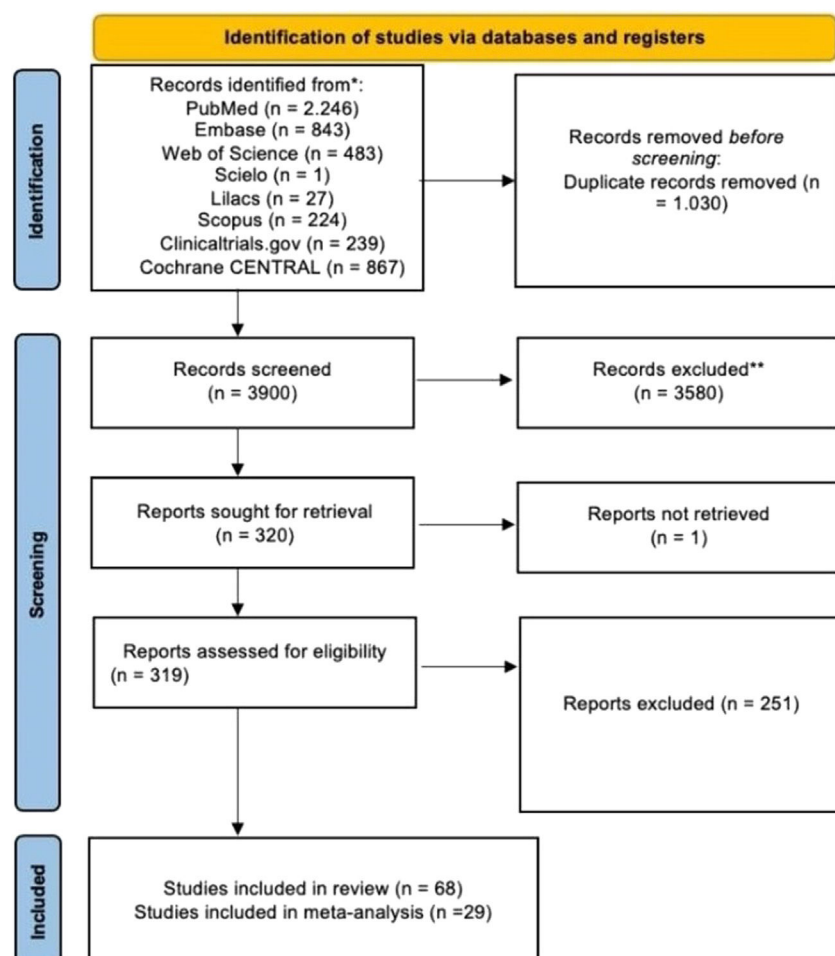 Identification of studies via databases and registers
Identification
Records identified from*:
PubMed (n = 2.246)
Embase (n = 843)
Web of Science (n = 483)
Scielo (n = 1)
Lilacs (n = 27)
Scopus (n = 224)
Clinicaltrials.gov (n = 239)
Cochrane CENTRAL (n = 867)
Records removed before
screening:
Duplicate records removed (n
= 1.030)
Screening
Records screened
(n = 3900)
Records excluded**
(n = 3580)
Reports sought for retrieval
(n = 320)
Reports not retrieved
(n = 1)
Reports assessed for eligibility
(n = 319)
Reports excluded (n = 251)
Included
Studies included in review (n = 68)
Studies included in meta-analysis (n =29)